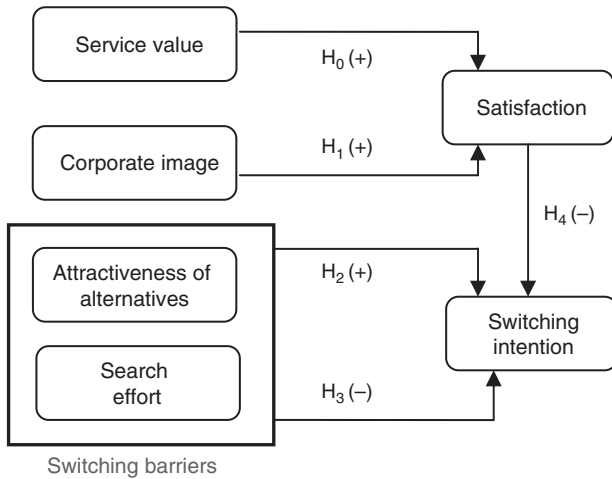 Service value
H₀ (+)
Satisfaction
Corporate image
H₁ (+)
H₄ (–)
Attractiveness of
alternatives
H₂ (+)
Switching
intention
Search
effort
H₃ (–)
Switching barriers